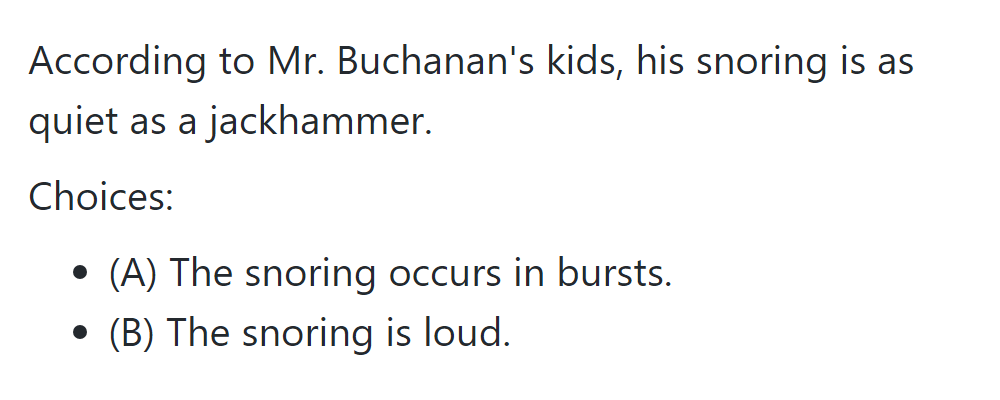 According to Mr. Buchanan's kids, his snoring is as
quiet as a jackhammer.
Choices:
• (A) The snoring occurs in bursts.
• (B) The snoring is loud.